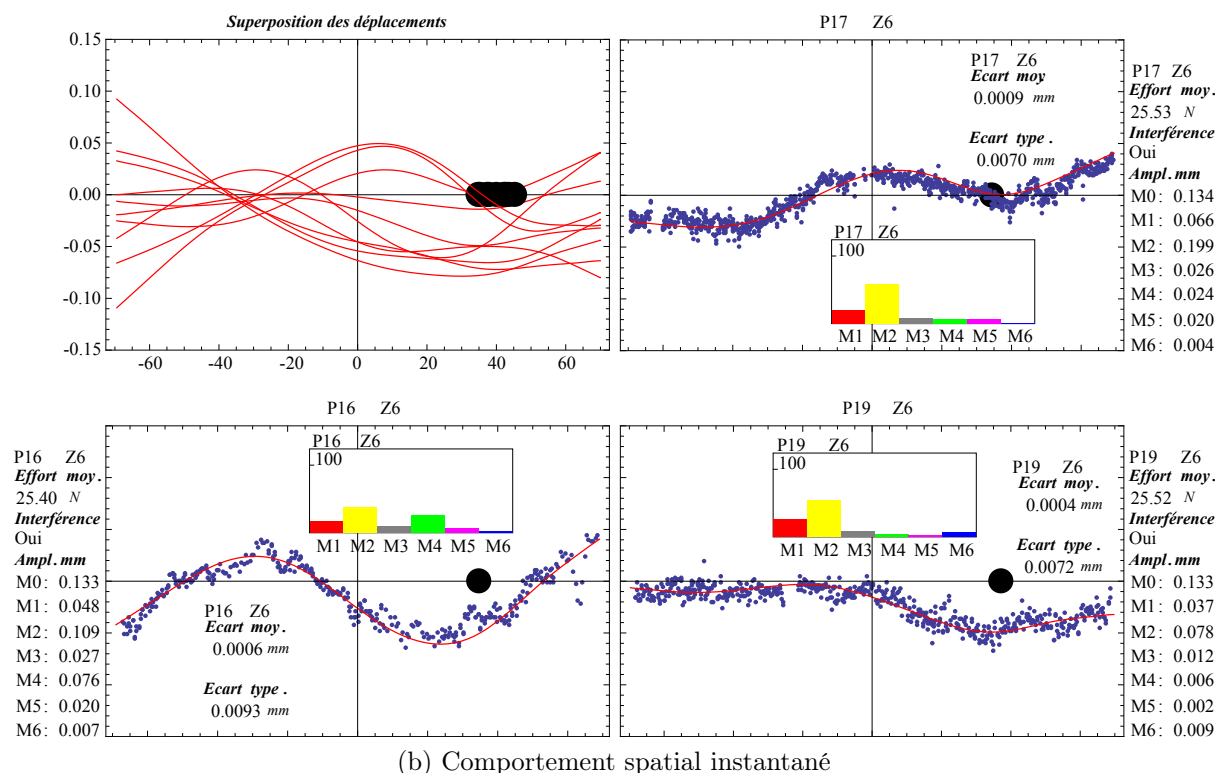 Superposition des déplacements
0.15
0.10
0.05
0.00
-0.05
-0.10
-0.15
-60
-40
-20
0
20
40
60
P17 Z6
P17 Z6
Ecart moy
0.0009 mm
Ecart type .
0.0070 mm
P17 Z6
100
M1 M2 M3 M4 M5 M6
P17 Z6
Effort moy.
25.53 N
Interférence
Oui
Ampl.mm
M0: 0.134
M1: 0.066
M2: 0.199
M3: 0.026
M4: 0.024
M5: 0.020
M6: 0.004
P16 Z6
P16 Z6
Effort moy.
25.40 N
Interférence
Oui
Ampl.mm
M0: 0.133
M1: 0.048
M2: 0.109
M3: 0.027
M4: 0.076
M5: 0.020
M6: 0.007
P16 Z6
100
M1 M2 M3 M4 M5 M6
P16 Z6
Ecart moy.
0.0006 mm
Ecart type .
0.0093 mm
P19 Z6
P19 Z6
100
M1 M2 M3 M4 M5 M6
P19 Z6
Ecart moy.
0.0004 mm
Ecart type .
0.0072 mm
P19 Z6
Effort moy.
25.52 N
Interférence
Oui
Ampl.mm
M0: 0.133
M1: 0.037
M2: 0.078
M3: 0.012
M4: 0.006
M5: 0.002
M6: 0.009
(b) Comportement spatial instantané